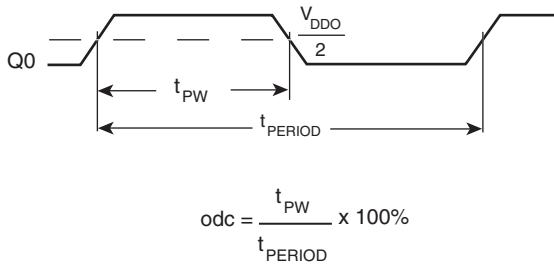 V_DDO
2
Q0
t_PW
t_PERIOD
t_PW
odc = x 100%
t_PERIOD